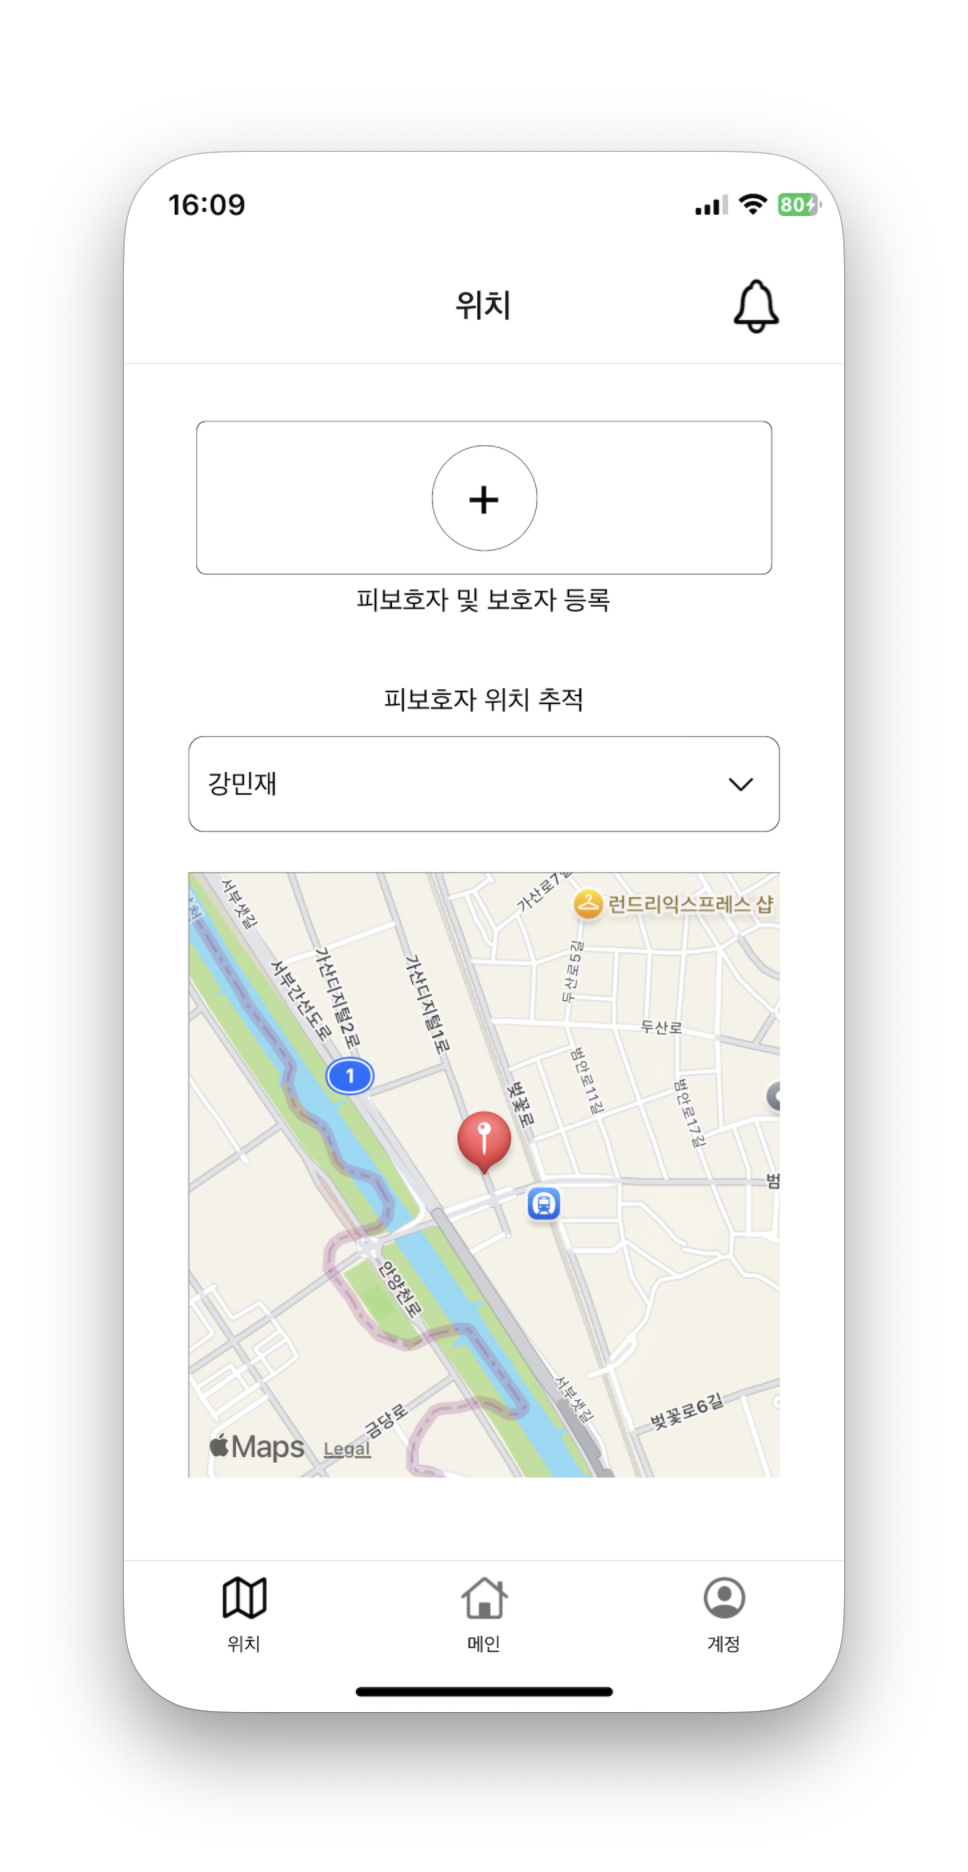 16:09
80
위치
+
피보호자 및 보호자 등록
피보호자 위치 추적
강민재
서부샛길
가산로7길
런드리익스프레스 샵
서부간선도로
가산디지털2로
가산디지털1로
두산로5길
두산로
1
벚꽃로
범안로11길
범안로17길
범
안양천로
서부샛길
벚꽃로6길
금당로
Maps
Legal
위치
메인
계정